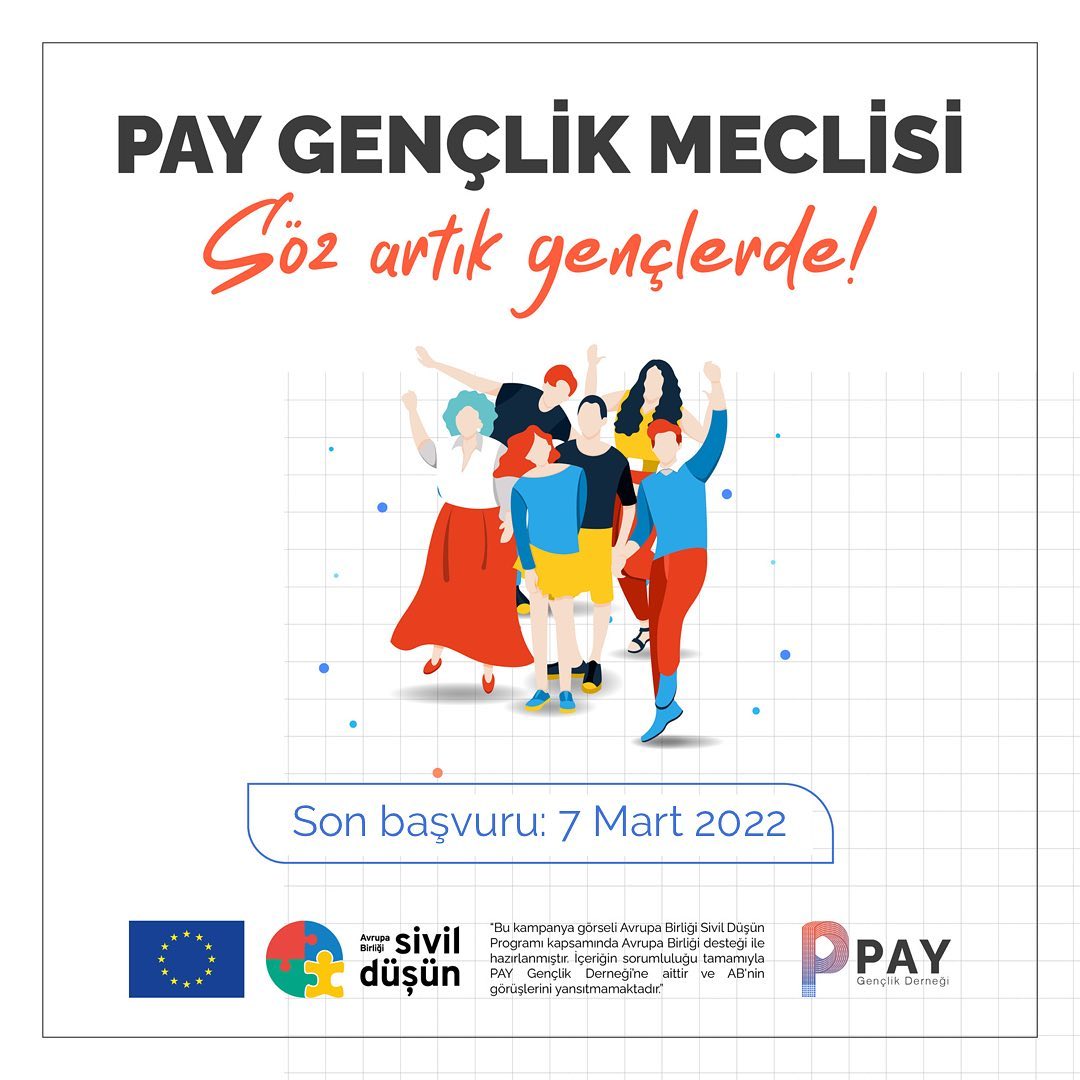 PAY GENÇLİK MECLİSİ
Söz artık gençlerde!
Son başvuru: 7 Mart 2022
Avrupa
Birliği
sivil
düşün
"Bu kampanya görseli Avrupa Birliği Sivil Düşün
Programı kapsamında Avrupa Birliği desteği ile
hazırlanmıştır. İçeriğin sorumluluğu tamamıyla
PAY Gençlik Derneği'ne aittir ve AB'nin
görüşlerini yansıtmamaktadır."
PAY
Gençlik Derneği